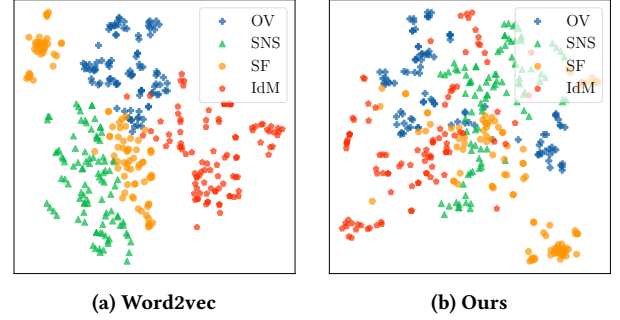 OV
SNS
SF
IdM
(a) Word2vec
OV
SNS
SF
IdM
(b) Ours